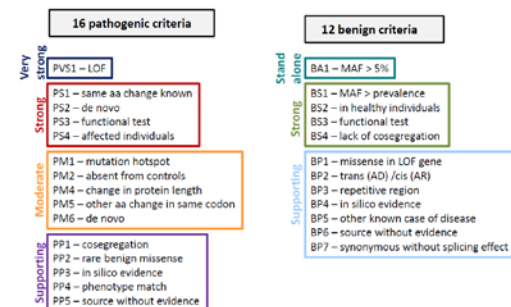 16 pathogenic criteria
Very strong
PVS1 – LOF
Strong
PS1 – same aa change known
PS2 – de novo
PS3 – functional test
PS4 – affected individuals
Moderate
PM1 – mutation hotspot
PM2 – absent from controls
PM4 – change in protein length
PM5 – other aa change in same codon
PM6 – de novo
Supporting
PP1 – cosegregation
PP2 – rare benign missense
PP3 – in silico evidence
PP4 – phenotype match
PP5 – source without evidence
12 benign criteria
Stand alone
BA1 – MAF > 5%
Strong
BS1 – MAF > prevalence
BS2 – in healthy individuals
BS3 – functional test
BS4 – lack of cosegregation
Supporting
BP1 – missense in LOF gene
BP2 – trans (AD) /cis (AR)
BP3 – repetitive region
BP4 – in silico evidence
BP5 – other known case of disease
BP6 – source without evidence
BP7 – synonymous without splicing effect